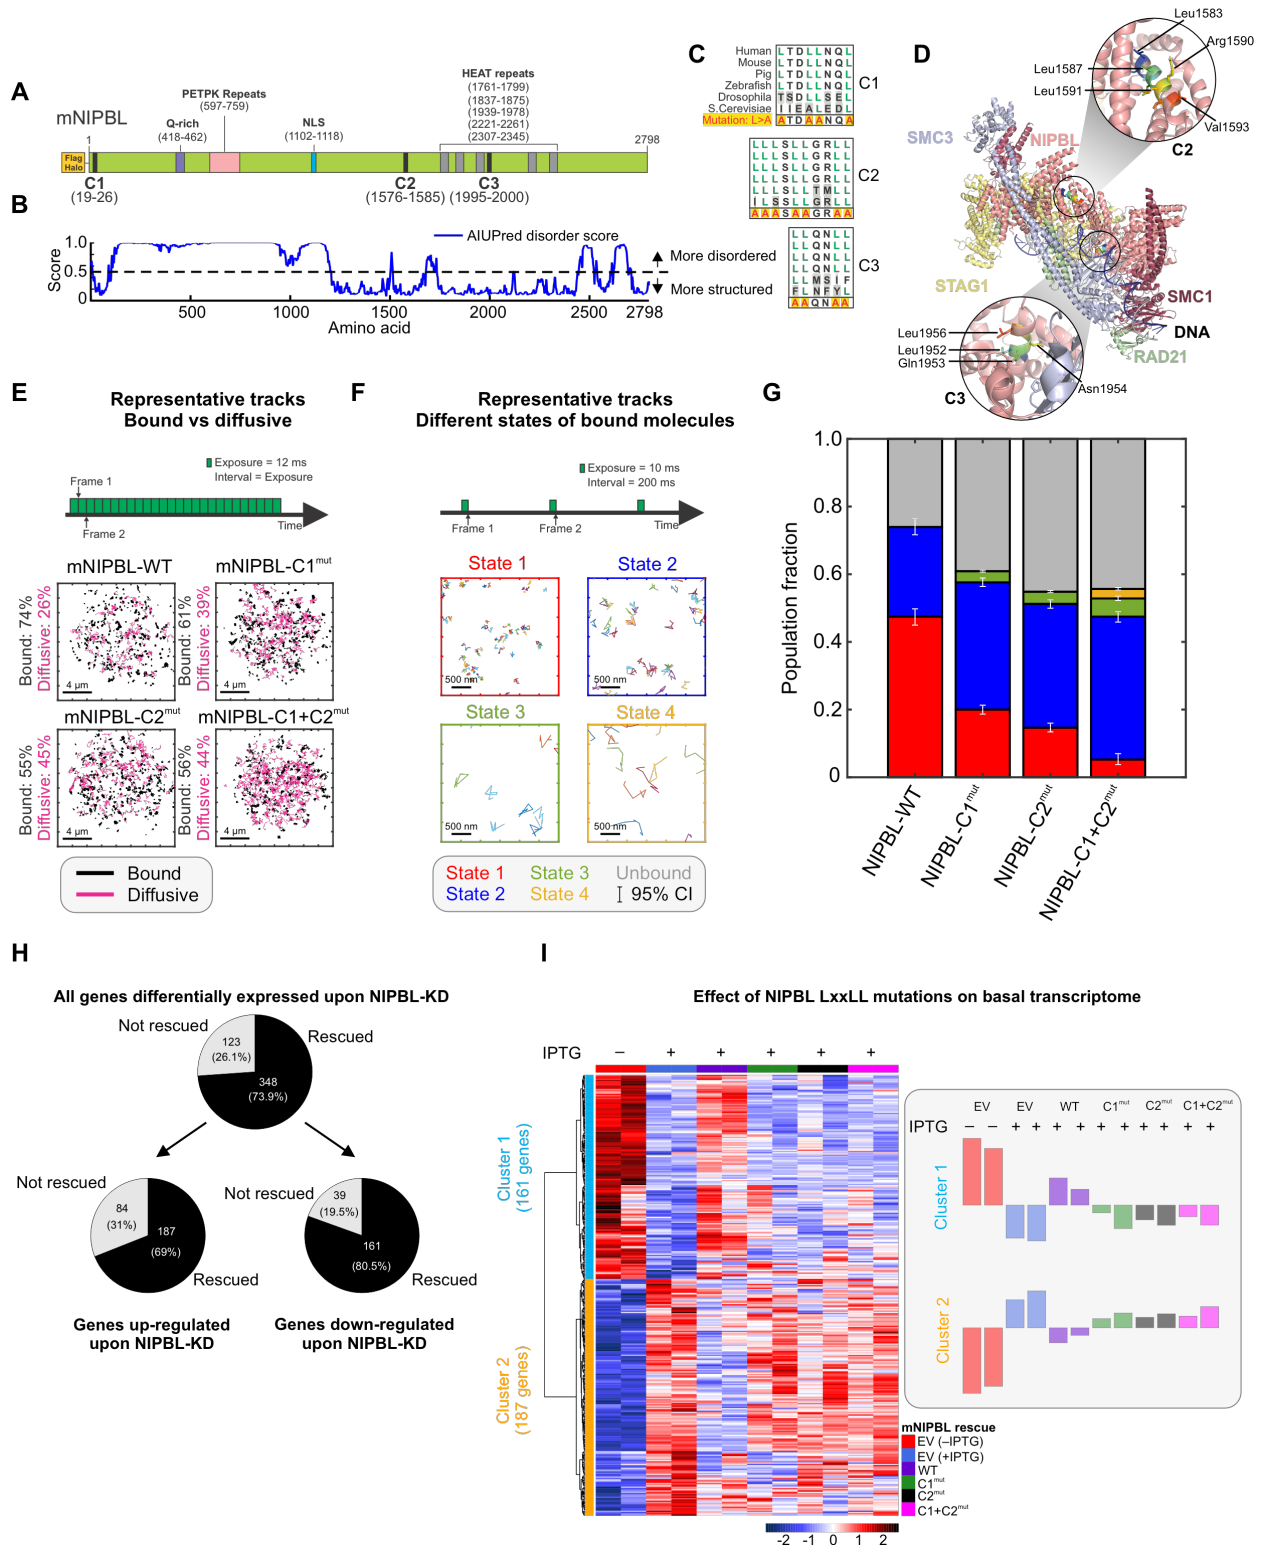 A
mNIPBL
PETPK Repeats
(597-759)
Q-rich
(418-462)
NLS
(1102-1118)
HEAT repeats
(1761-1799)
(1837-1875)
(1939-1978)
(2221-2261)
(2307-2345)
1
2798
Flag
Halo
C1
(19-26)
C2
(1576-1585)
C3
(1995-2000)
B
AIUPred disorder score
Score
1.0
0.5
0
More disordered
More structured
500
1000
1500
2000
2500
2798
Amino acid
C
Human
L T D L L N Q L
Mouse
L T D L L N Q L
Pig
L T D L L N Q L
Zebrafish
L T D L L N Q L
Drosophila
T S D L L S E L
S.Cerevisiae
I I E A L E D L
Mutation: L>A
A T D A A N Q A
C1
L L L S L L G R L L
L L L S L L G R L L
L L L S L L G R L L
L L L S L L G R L L
L L L S L L T M L L
I L S S L L G R L L
A A A S A A G R A A
C2
L L Q N L L
L L Q N L L
L L Q N L L
L L Q N L L
L L M S I F
F L N F Y L
A A Q N A A
C3
D
Leu1583
Arg1590
Leu1587
Leu1591
Val1593
C2
SMC3
NIPBL
STAG1
SMC1
DNA
RAD21
Leu1956
Leu1952
Gln1953
Asn1954
C3
E
Representative tracks
Bound vs diffusive
Exposure = 12 ms
Interval = Exposure
Frame 1
Frame 2
Time
mNIPBL-WT
Bound: 74%
Diffusive: 26%
4 µm
mNIPBL-C1mut
Bound: 61%
Diffusive: 39%
4 µm
mNIPBL-C2mut
Bound: 55%
Diffusive: 45%
4 µm
mNIPBL-C1+C2mut
Bound: 56%
Diffusive: 44%
4 µm
Bound
Diffusive
F
Representative tracks
Different states of bound molecules
Exposure = 10 ms
Interval = 200 ms
Frame 1
Frame 2
Time
State 1
500 nm
State 2
500 nm
State 3
500 nm
State 4
500 nm
State 1
State 3
Unbound
State 2
State 4
95% CI
G
Population fraction
1.0
0.8
0.6
0.4
0.2
0
NIPBL-WT
NIPBL-C1mut
NIPBL-C2mut
NIPBL-C1+C2mut
H
All genes differentially expressed upon NIPBL-KD
Not rescued
123
(26.1%)
Rescued
348
(73.9%)
Not rescued
84
(31%)
187
(69%)
Rescued
Genes up-regulated
upon NIPBL-KD
Not rescued
39
(19.5%)
161
(80.5%)
Rescued
Genes down-regulated
upon NIPBL-KD
I
Effect of NIPBL LxxLL mutations on basal transcriptome
IPTG
– + + + + +
Cluster 1
(161 genes)
Cluster 2
(187 genes)
EV EV WT C1mut C2mut C1+C2mut
IPTG – – + + + + + + + + + +
Cluster 1
Cluster 2
mNIPBL rescue
EV (–IPTG)
EV (+IPTG)
WT
C1mut
C2mut
C1+C2mut
-2 -1 0 1 2